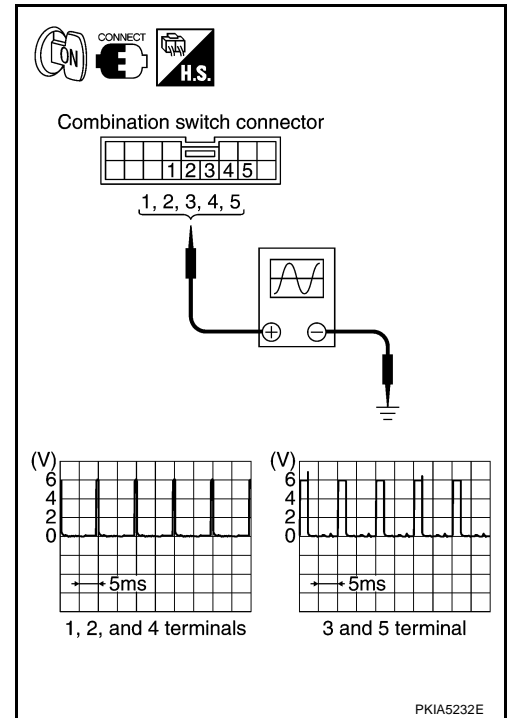 ON
CONNECT
H.S.
Combination switch connector
1 2 3 4 5
1, 2, 3, 4, 5
+ −
(V)
6
4
2
0
5ms
1, 2, and 4 terminals
(V)
6
4
2
0
5ms
3 and 5 terminal
PKIA5232E